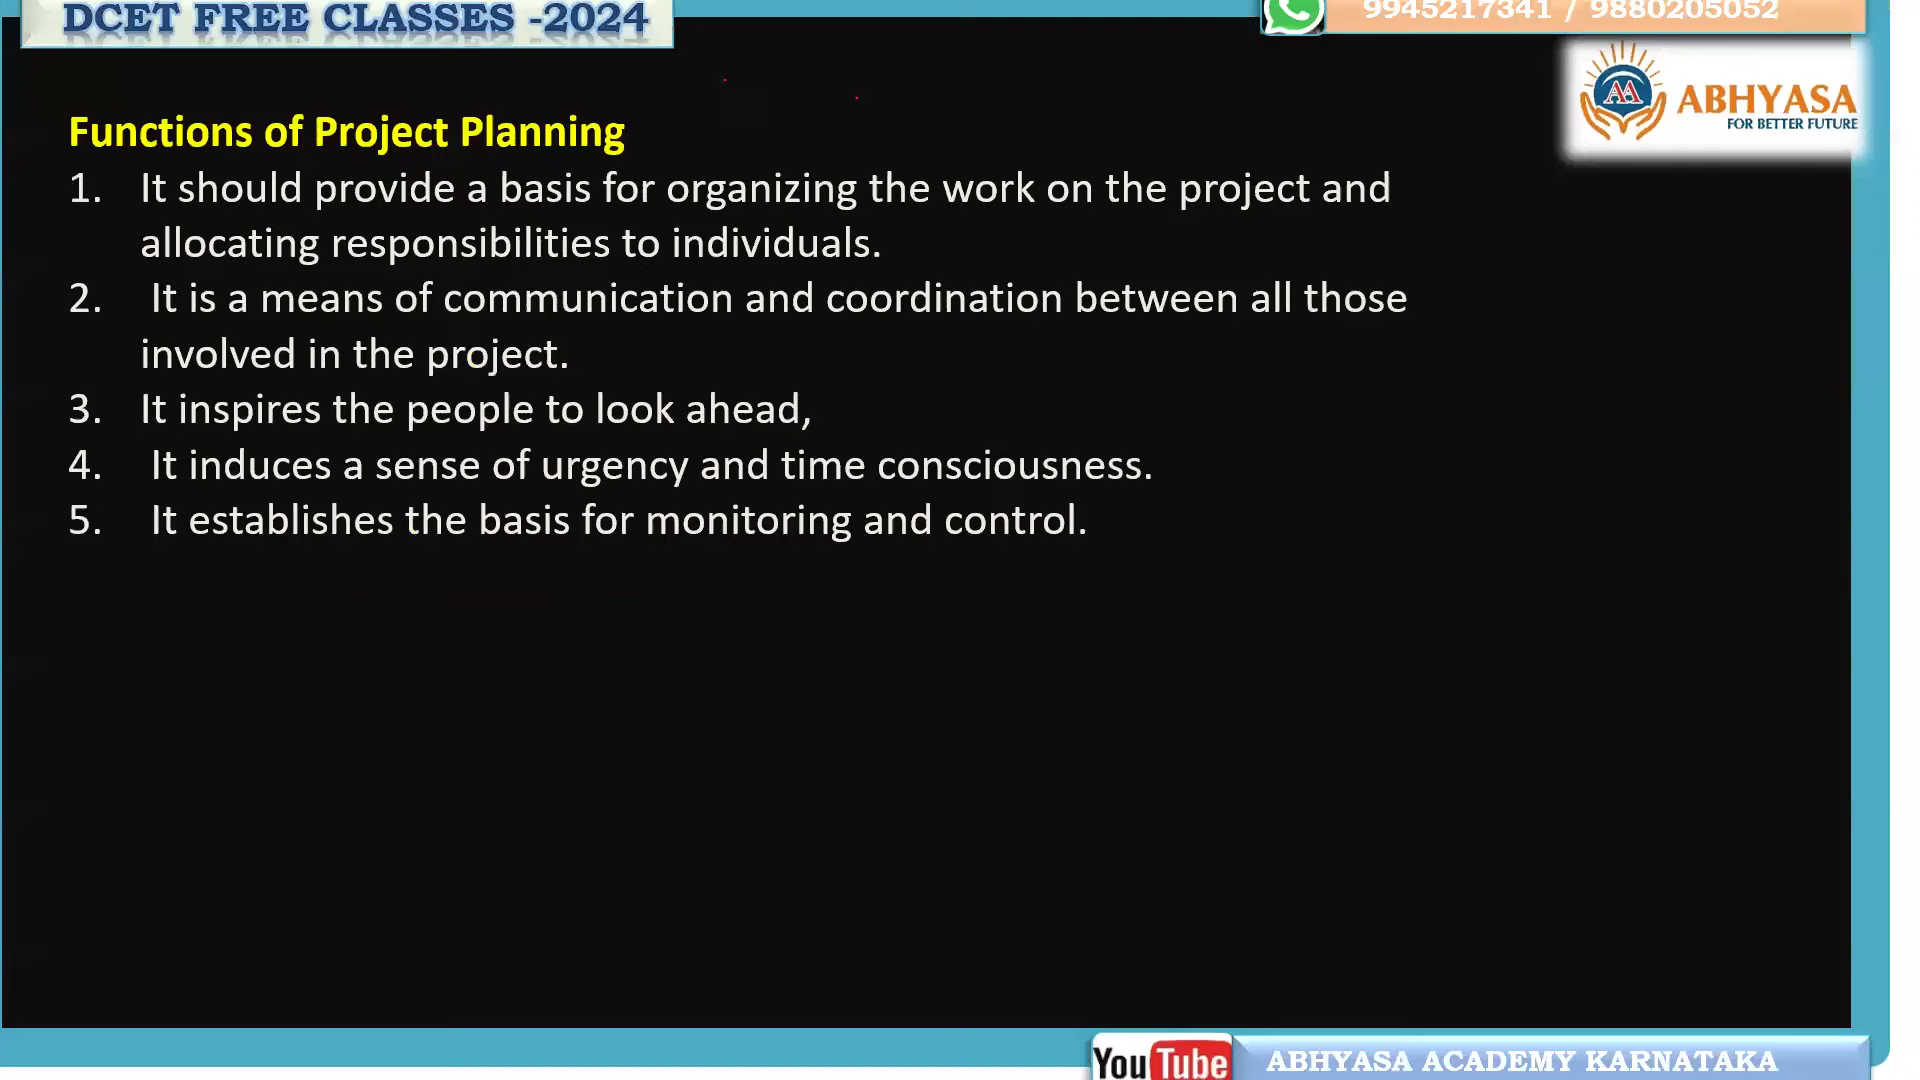 DCET FREE CLASSES -2024
9945217341 / 9880205052
ABHYASA
FOR BETTER FUTURE
Functions of Project Planning
1. It should provide a basis for organizing the work on the project and
allocating responsibilities to individuals.
2. It is a means of communication and coordination between all those
involved in the project.
3. It inspires the people to look ahead,
4. It induces a sense of urgency and time consciousness.
5. It establishes the basis for monitoring and control.
YouTube ABHYASA ACADEMY KARNATAKA